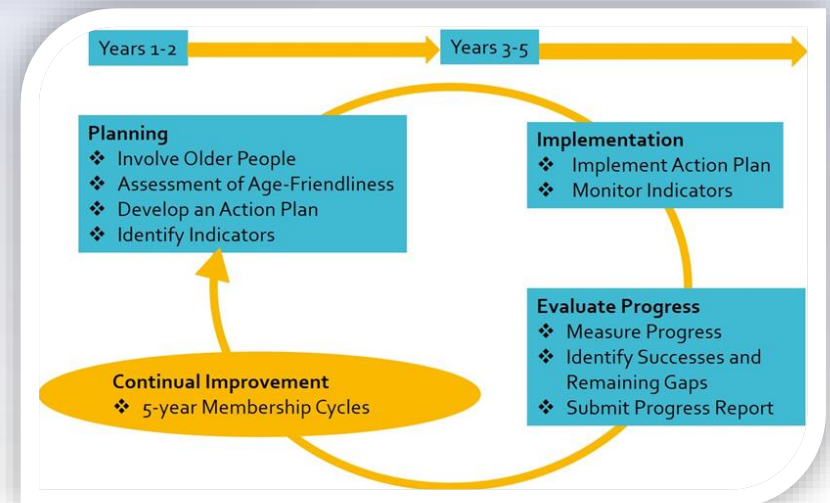 Years 1-2
Years 3-5
Planning
❖ Involve Older People
❖ Assessment of Age-Friendliness
❖ Develop an Action Plan
❖ Identify Indicators
Implementation
❖ Implement Action Plan
❖ Monitor Indicators
Evaluate Progress
❖ Measure Progress
❖ Identify Successes and
Remaining Gaps
❖ Submit Progress Report
Continual Improvement
❖ 5-year Membership Cycles